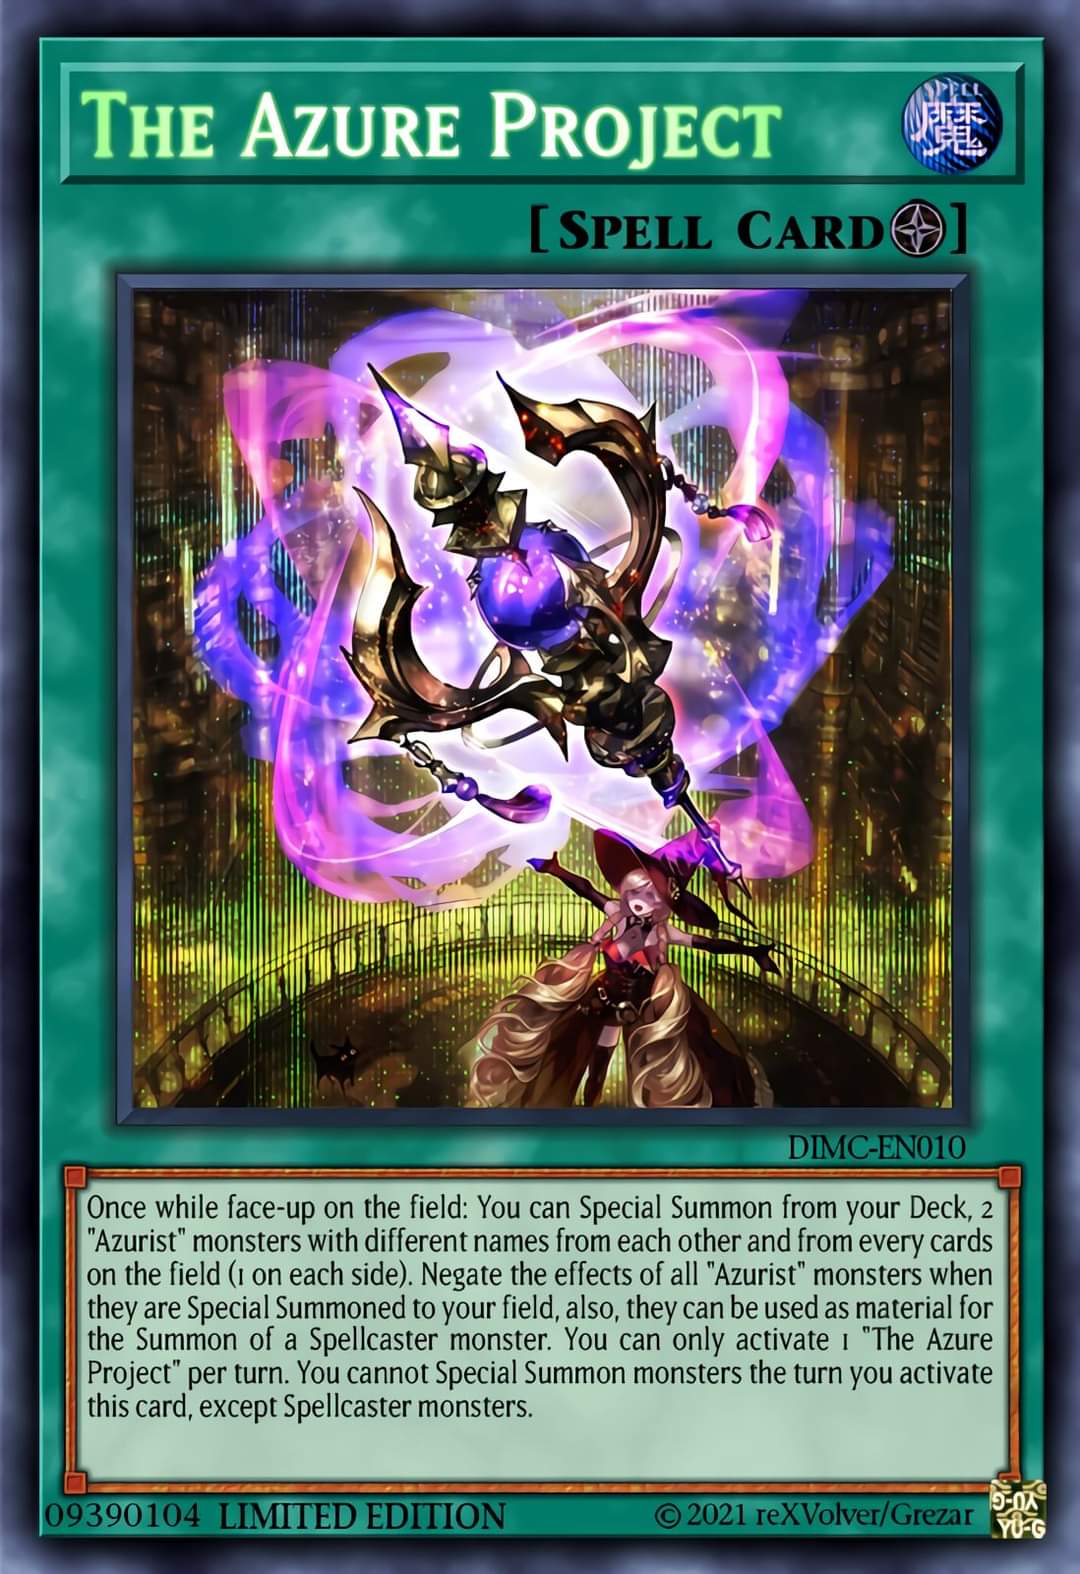 The Azure Project
SPELL
魔
[Spell Card]
DIMC-EN010
Once while face-up on the field: You can Special Summon from your Deck, 2
"Azurist" monsters with different names from each other and from every cards
on the field (1 on each side). Negate the effects of all "Azurist" monsters when
they are Special Summoned to your field, also, they can be used as material for
the Summon of a Spellcaster monster. You can only activate 1 "The Azure
Project" per turn. You cannot Special Summon monsters the turn you activate
this card, except Spellcaster monsters.
09390104 LIMITED EDITION
©2021 reXVolver/Grezar
YU-G
YU-G